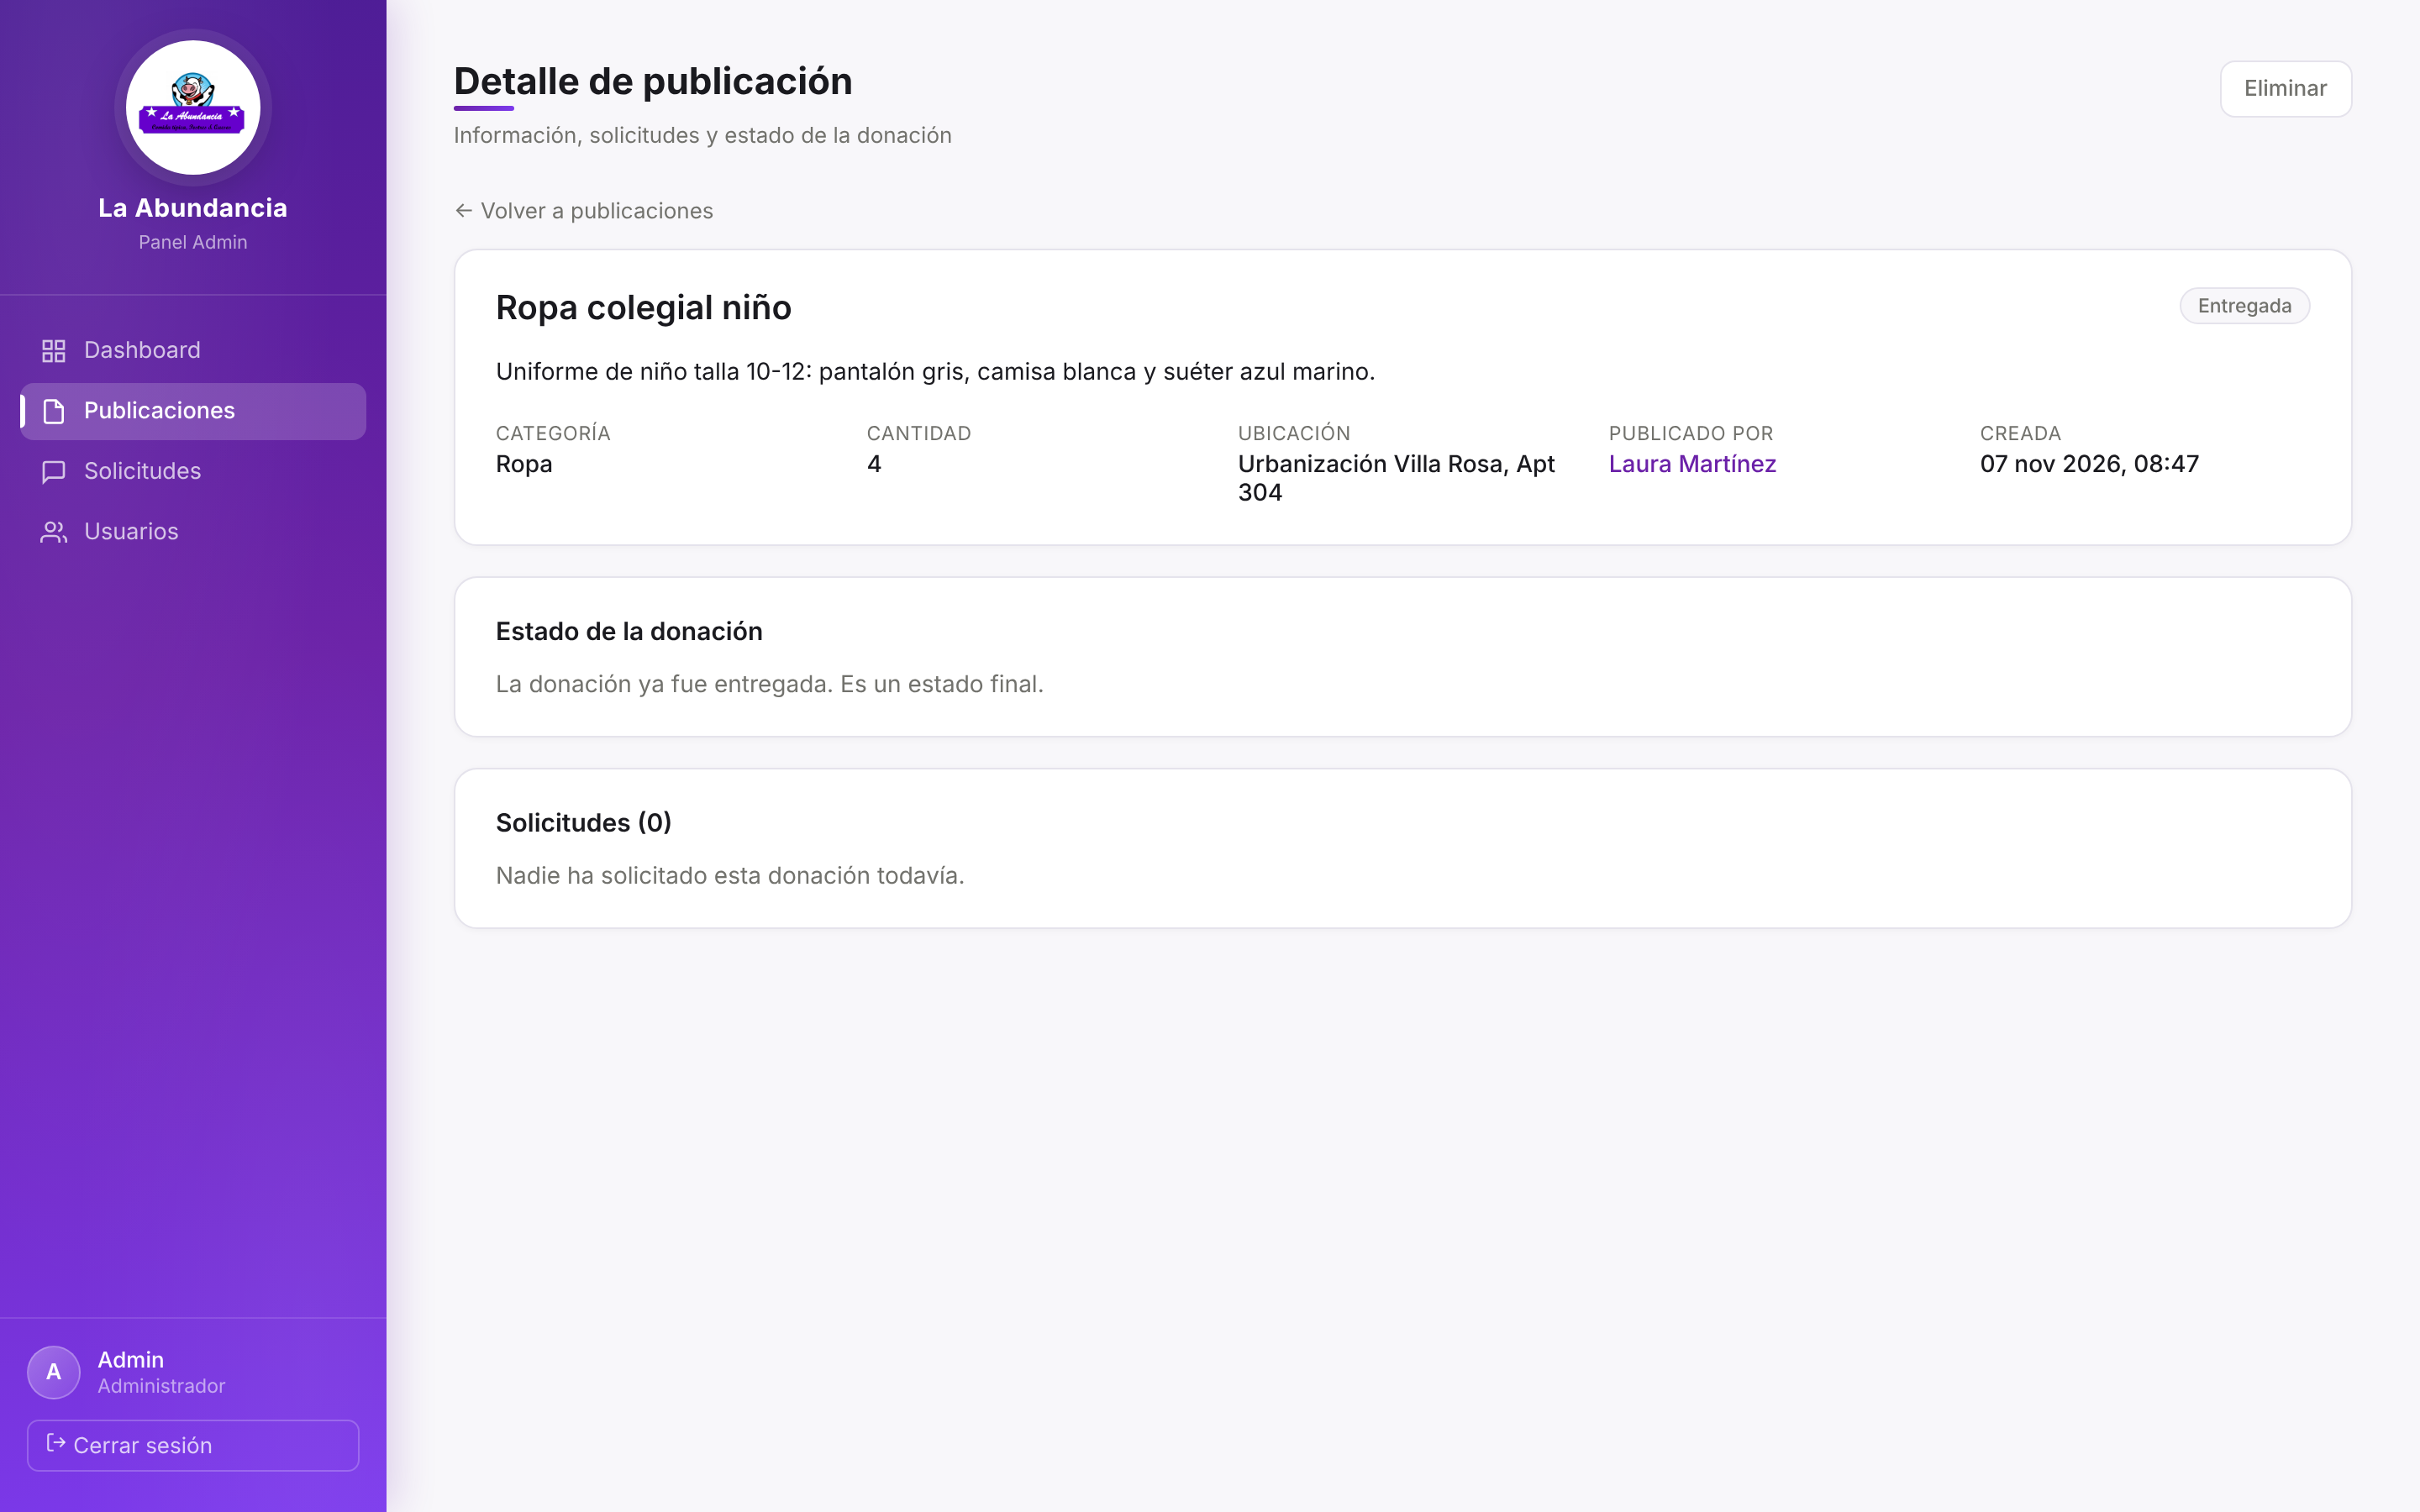 La Abundancia
La Abundancia
Panel Admin
Dashboard
Publicaciones
Solicitudes
Usuarios
A
Admin
Administrador
Cerrar sesión
Detalle de publicación
Información, solicitudes y estado de la donación
Eliminar
← Volver a publicaciones
Ropa colegial niño
Entregada
Uniforme de niño talla 10-12: pantalón gris, camisa blanca y suéter azul marino.
CATEGORÍA
Ropa
CANTIDAD
4
UBICACIÓN
Urbanización Villa Rosa, Apt
304
PUBLICADO POR
Laura Martínez
CREADA
07 nov 2026, 08:47
Estado de la donación
La donación ya fue entregada. Es un estado final.
Solicitudes (0)
Nadie ha solicitado esta donación todavía.